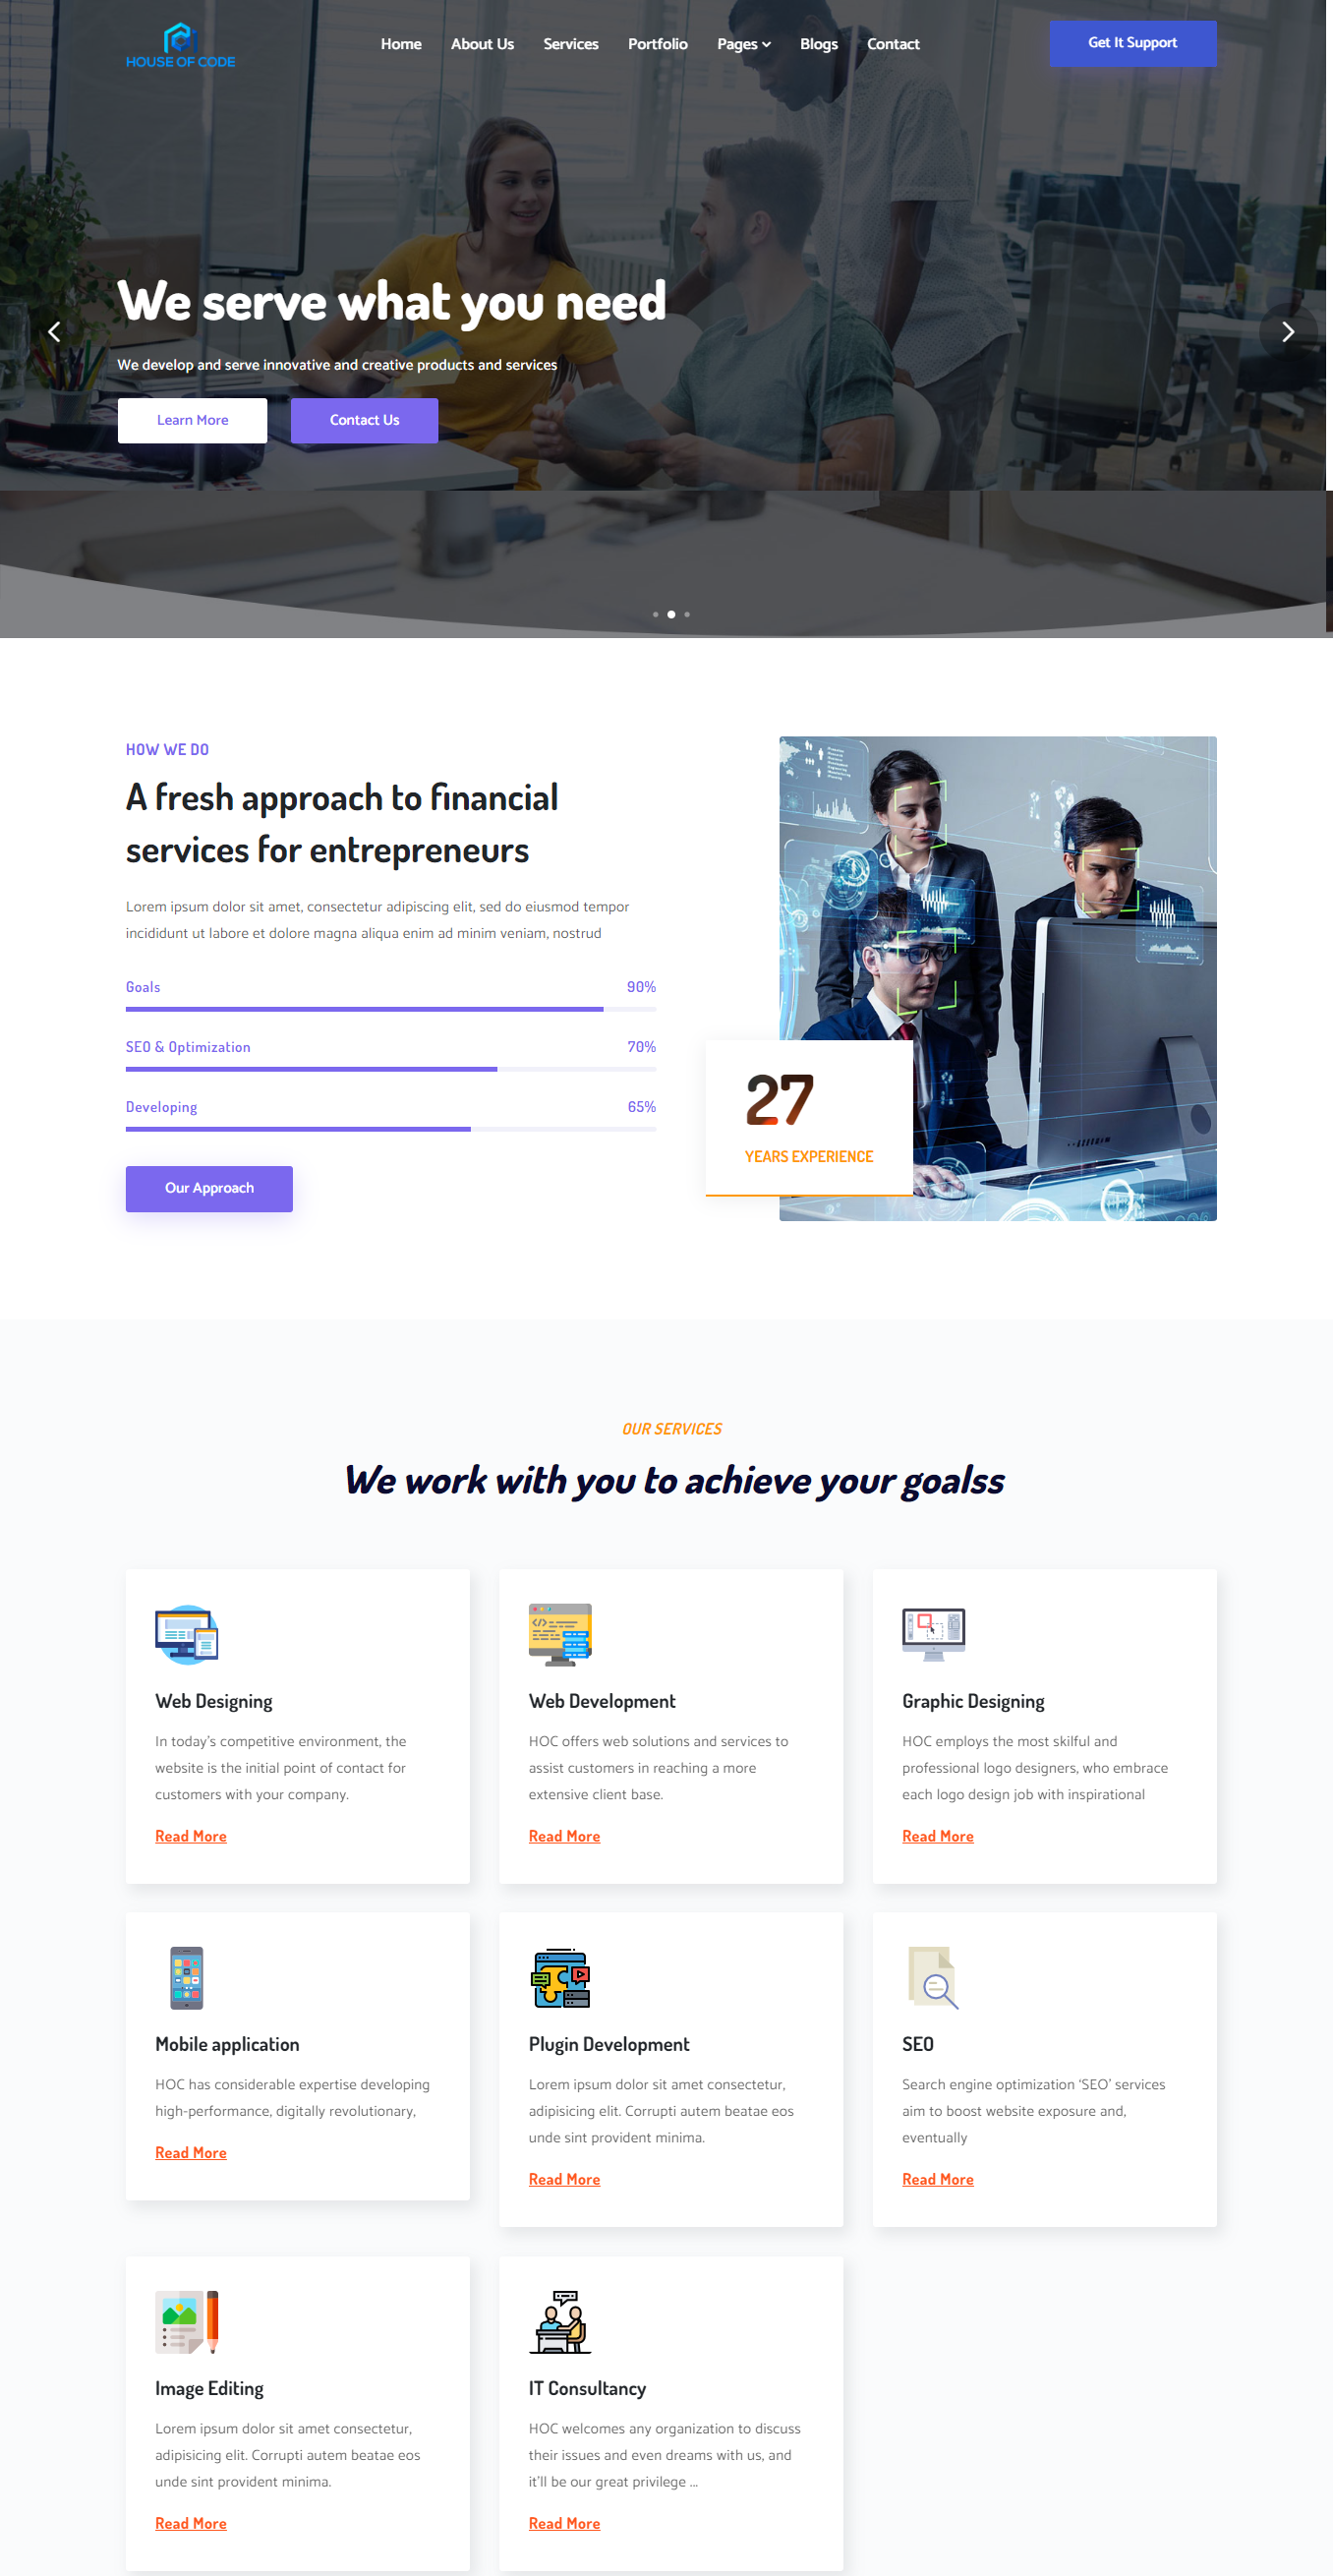 HOUSE OF CODE
Home About Us Services Portfolio Pages Blogs Contact
Get It Support
We serve what you need
We develop and serve innovative and creative products and services
Learn More Contact Us
HOW WE DO
A fresh approach to financial
services for entrepreneurs
Lorem ipsum dolor sit amet, consectetur adipiscing elit, sed do eiusmod tempor
incididunt ut labore et dolore magna aliqua enim ad minim veniam, nostrud
Goals 90%
SEO & Optimization 70%
Developing 65%
Our Approach
27
YEARS EXPERIENCE
OUR SERVICES
We work with you to achieve your goalss
Web Designing
In today's competitive environment, the
website is the initial point of contact for
customers with your company.
Read More
Web Development
HOC offers web solutions and services to
assist customers in reaching a more
extensive client base.
Read More
Graphic Designing
HOC employs the most skilful and
professional logo designers, who embrace
each logo design job with inspirational
Read More
Mobile application
HOC has considerable expertise developing
high-performance, digitally revolutionary,
Read More
Plugin Development
Lorem ipsum dolor sit amet consectetur,
adipisicing elit. Corrupti autem beatae eos
unde sint provident minima.
Read More
SEO
Search engine optimization ‘SEO’ services
aim to boost website exposure and,
eventually
Read More
Image Editing
Lorem ipsum dolor sit amet consectetur,
adipisicing elit. Corrupti autem beatae eos
unde sint provident minima.
Read More
IT Consultancy
HOC welcomes any organization to discuss
their issues and even dreams with us, and
it'll be our great privilege ...
Read More